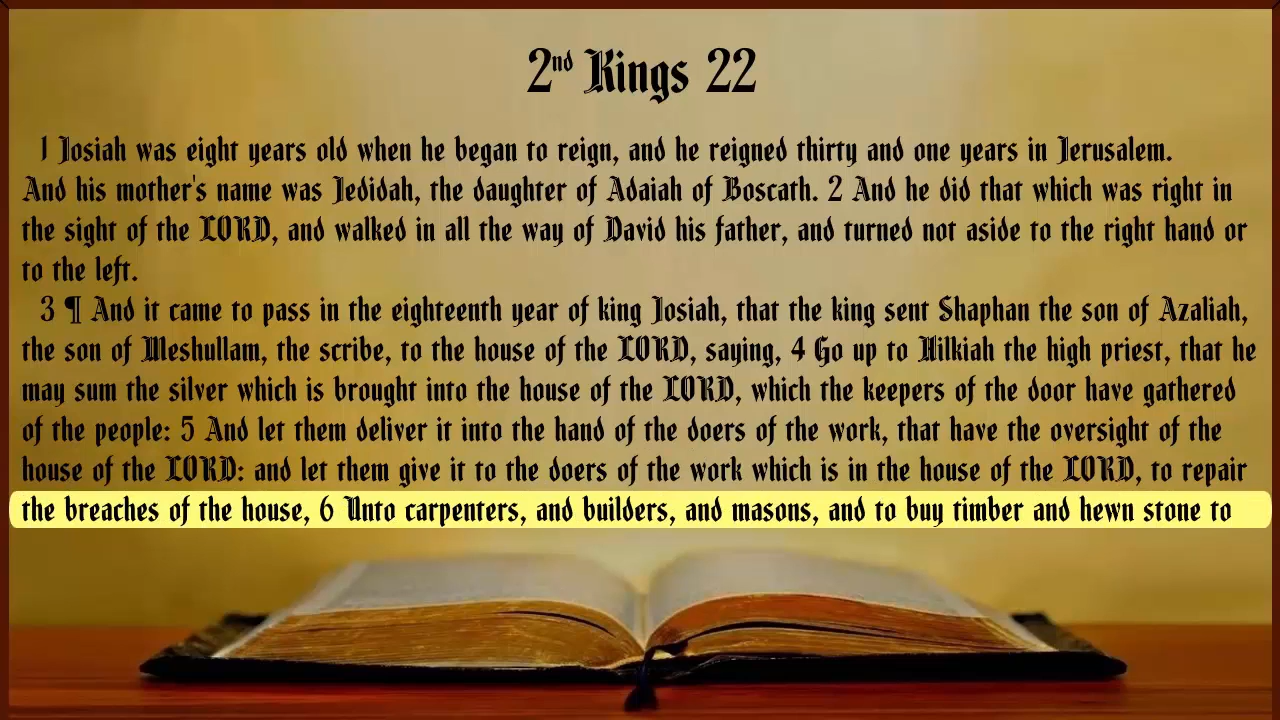 2nd Kings 22
1 Josiah was eight years old when he began to reign, and he reigned thirty and one years in Jerusalem.
And his mother's name was Jedidah, the daughter of Adaiah of Boscath. 2 And he did that which was right in
the sight of the LORD, and walked in all the way of David his father, and turned not aside to the right hand or
to the left.
3 ¶ And it came to pass in the eighteenth year of king Josiah, that the king sent Shaphan the son of Azaliah,
the son of Meshullam, the scribe, to the house of the LORD, saying, 4 Go up to Hilkiah the high priest, that he
may sum the silver which is brought into the house of the LORD, which the keepers of the door have gathered
of the people: 5 And let them deliver it into the hand of the doers of the work, that have the oversight of the
house of the LORD: and let them give it to the doers of the work which is in the house of the LORD, to repair
the breaches of the house, 6 Unto carpenters, and builders, and masons, and to buy timber and hewn stone to